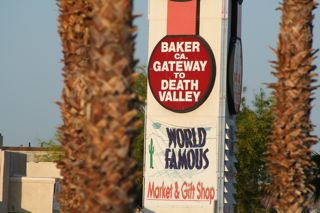 BAKER
CA.
GATEWAY
TO
DEATH
VALLEY
WORLD
FAMOUS
Market & Gift Shop